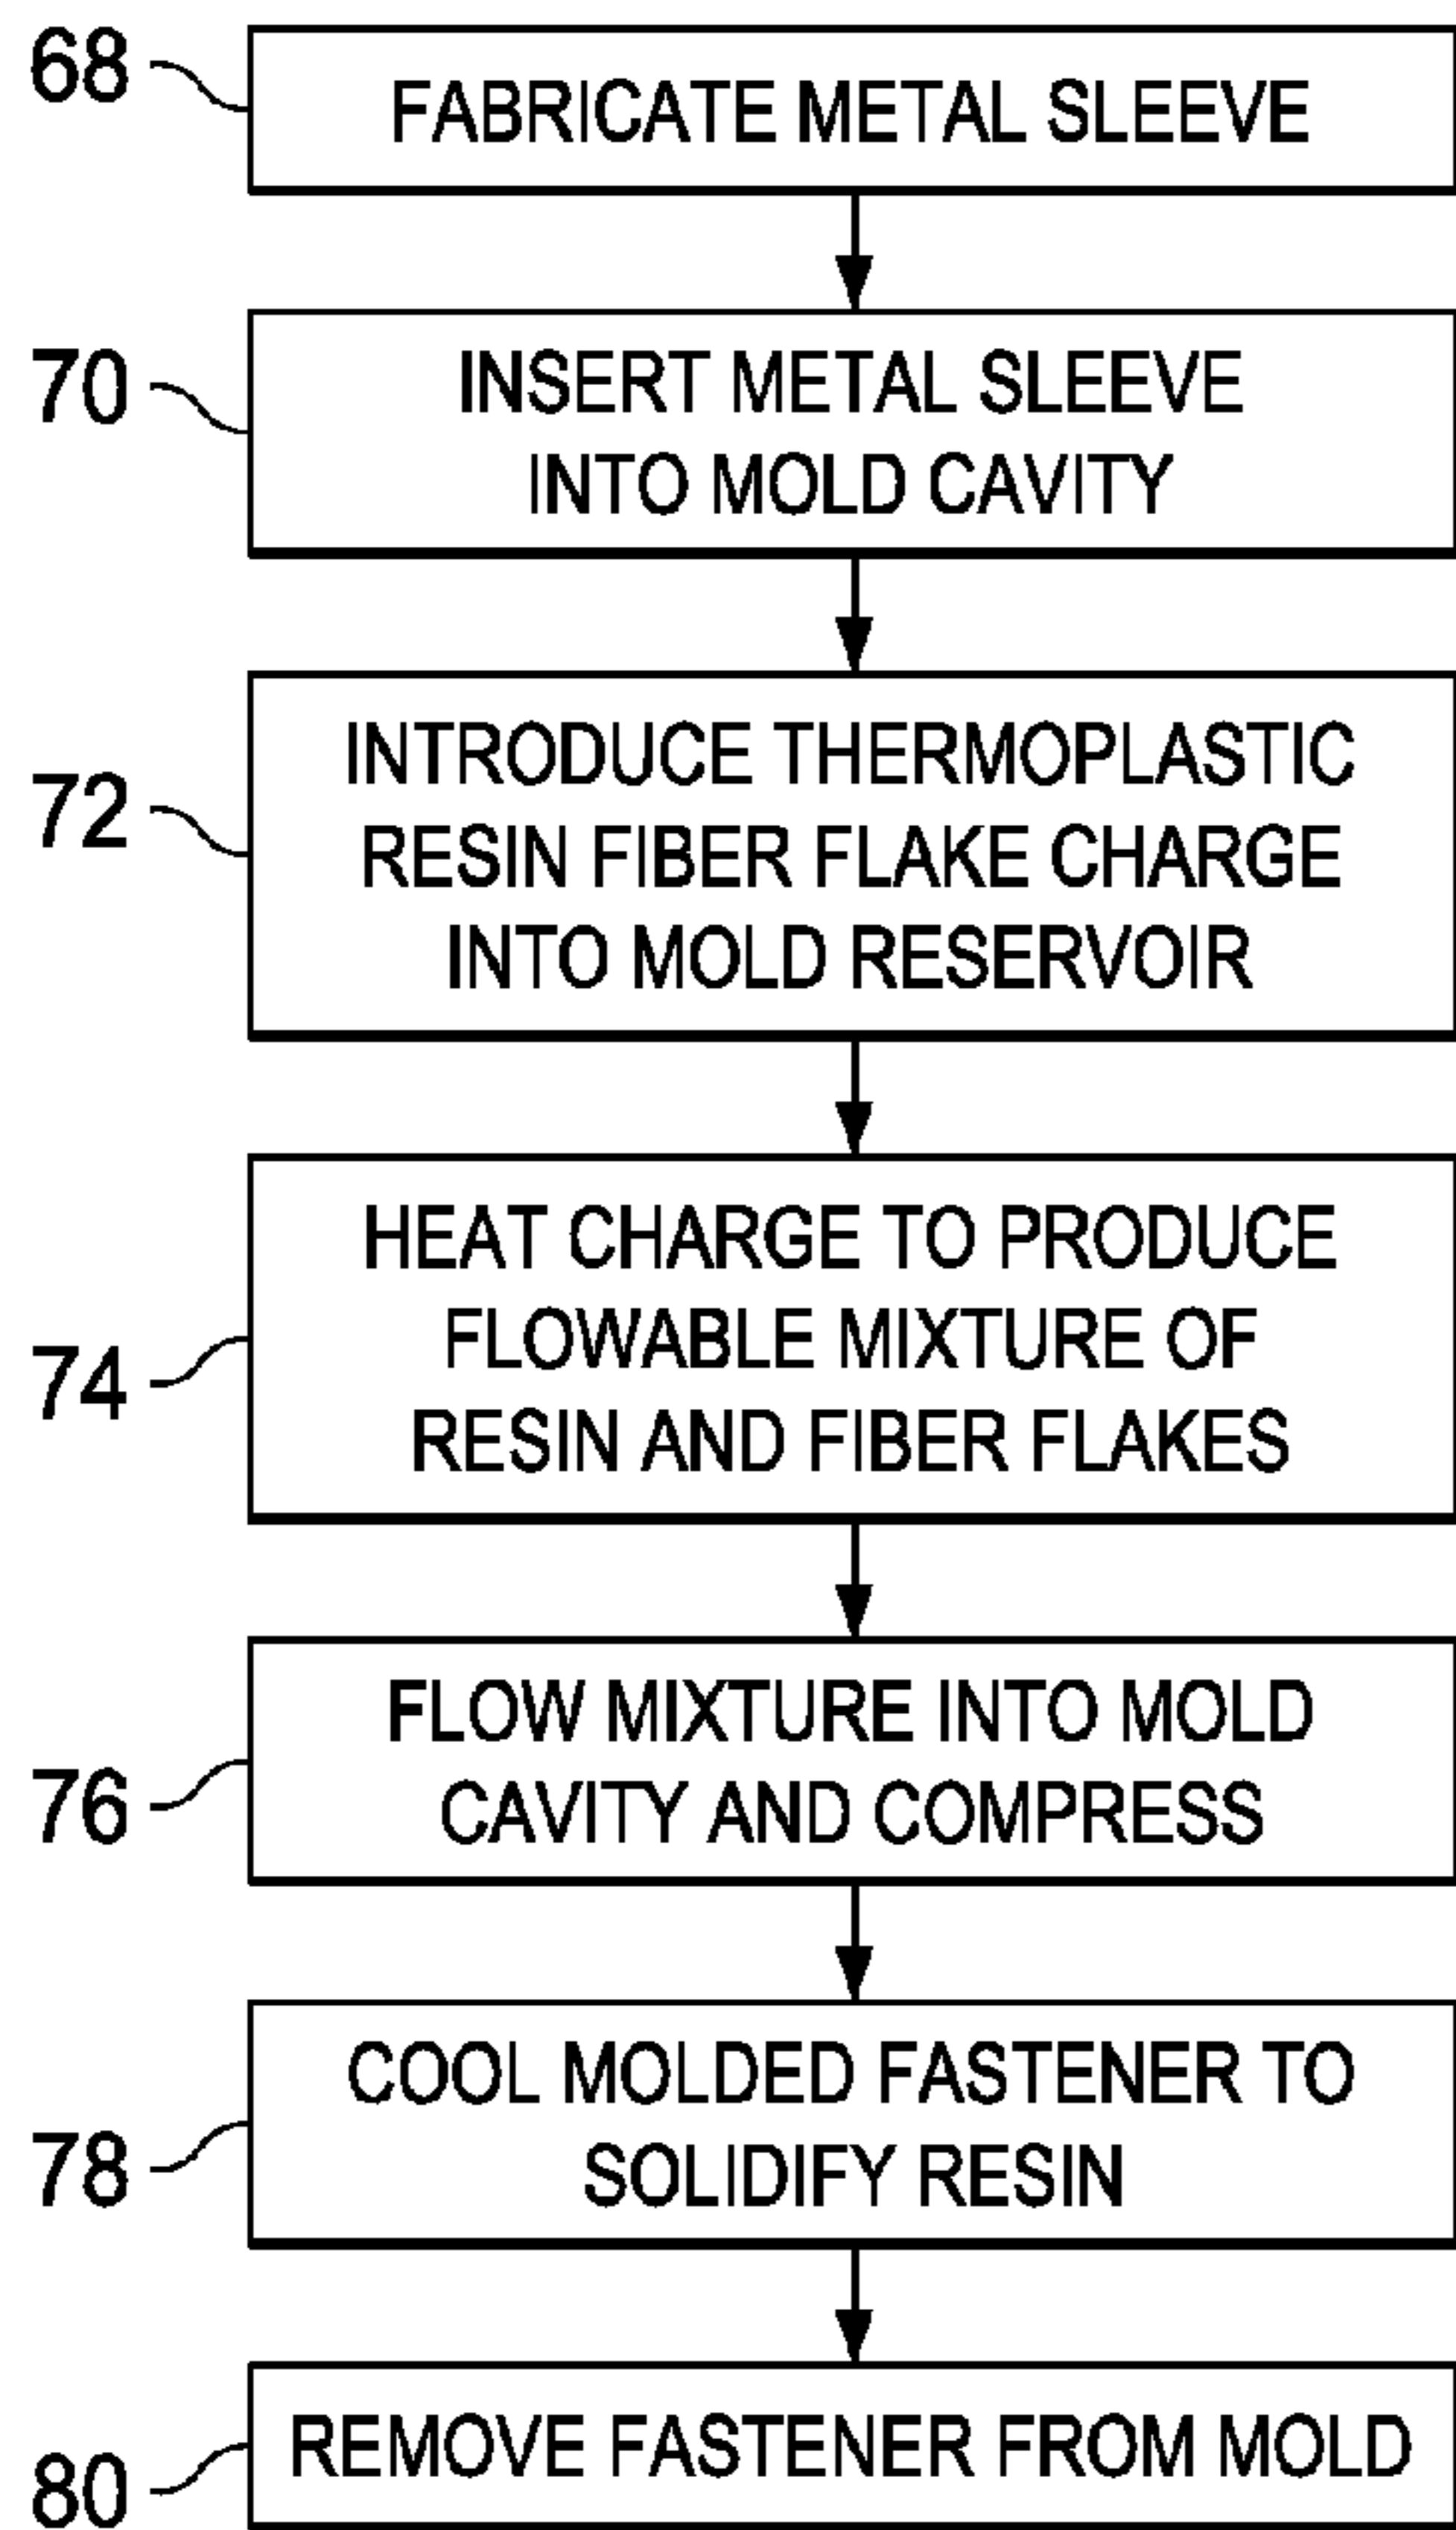 68
FABRICATE METAL SLEEVE
70
INSERT METAL SLEEVE
INTO MOLD CAVITY
72
INTRODUCE THERMOPLASTIC
RESIN FIBER FLAKE CHARGE
INTO MOLD RESERVOIR
74
HEAT CHARGE TO PRODUCE
FLOWABLE MIXTURE OF
RESIN AND FIBER FLAKES
76
FLOW MIXTURE INTO MOLD
CAVITY AND COMPRESS
78
COOL MOLDED FASTENER TO
SOLIDIFY RESIN
80
REMOVE FASTENER FROM MOLD